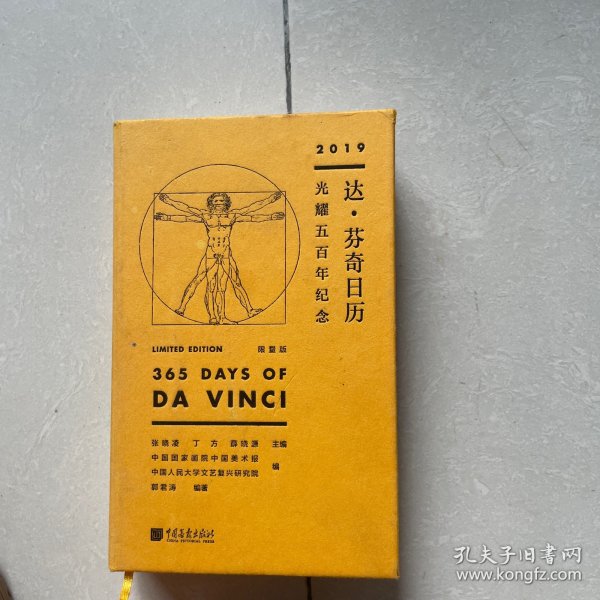 2019
达·芬奇日历
光耀五百年纪念
LIMITED EDITION 限量版
365 DAYS OF
DA VINCI
张晓凌 丁方 薛晓源 主编
中国国家画院中国美术报
中国人民大学文艺复兴研究院
编
郭君涛 编著
中国画报出版社
CHINA PICTORIAL PRESS
孔夫子旧书网
www.kongfz.com